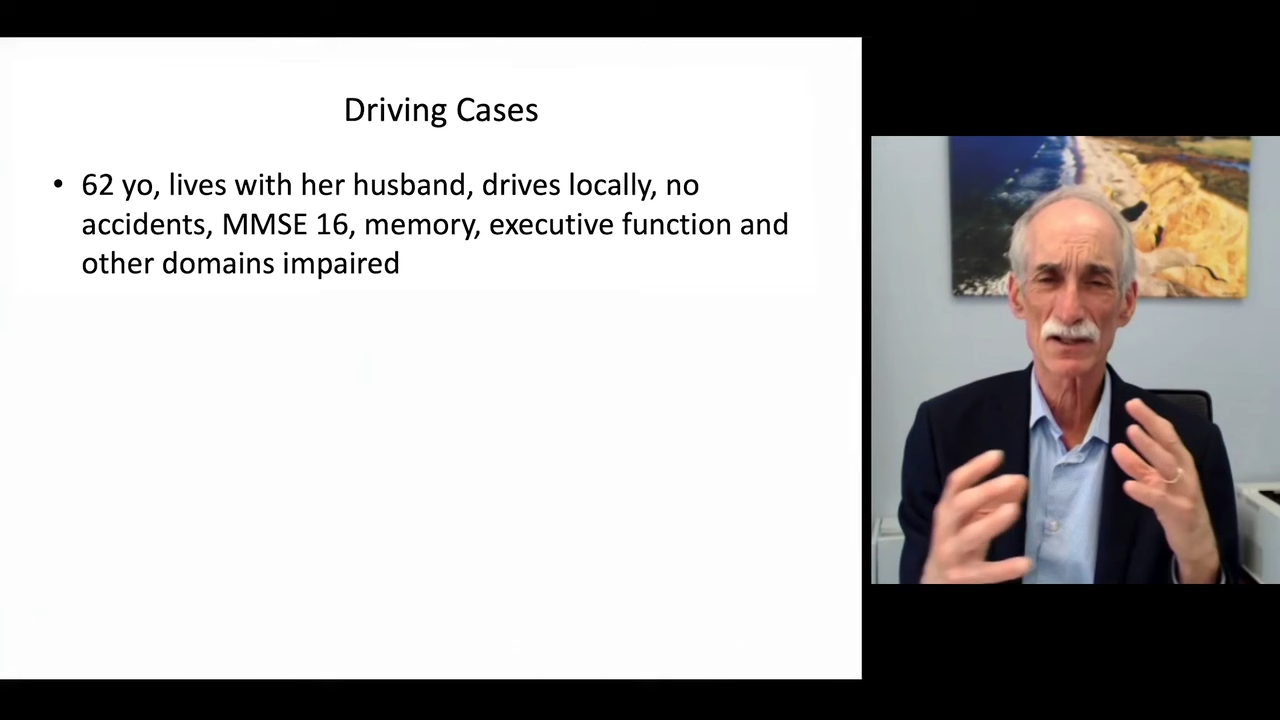 Driving Cases
• 62 yo, lives with her husband, drives locally, no
accidents, MMSE 16, memory, executive function and
other domains impaired